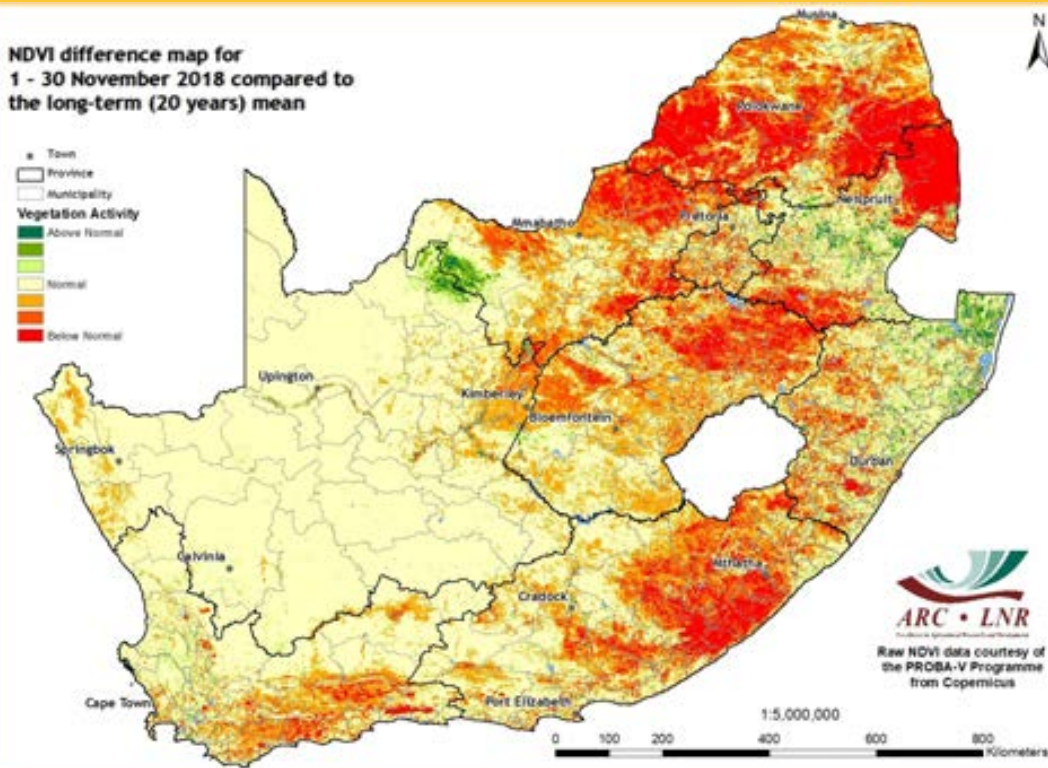 NDVI difference map for
1 - 30 November 2018 compared to
the long-term (20 years) mean
Town
Province
Municipality
Vegetation Activity
Above Normal
Normal
Below Normal
N
Musina
Polokwane
Nelspruit
Pretoria
Mmabatho
Upington
Kimberley
Bloemfontein
Springbok
Durban
Calvinia
Mthatha
Cradock
Cape Town
Port Elizabeth
ARC • LNR
Raw NDVI data courtesy of
the PROBA-V Programme
from Copernicus
1:5,000,000
0 100 200 400 600 800
Kilometers